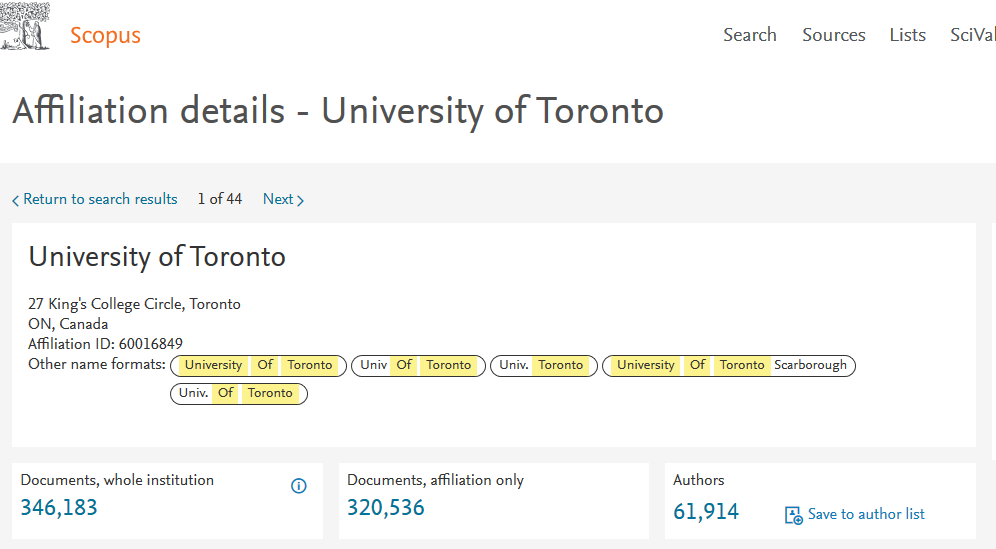 Scopus
Search Sources Lists SciVal
Affiliation details - University of Toronto
Return to search results 1 of 44 Next
University of Toronto
27 King's College Circle, Toronto
ON, Canada
Affiliation ID: 60016849
Other name formats: University Of Toronto Univ Of Toronto Univ. Toronto University Of Toronto Scarborough
Univ. Of Toronto
Documents, whole institution Documents, affiliation only Authors
346,183 320,536 61,914 Save to author list